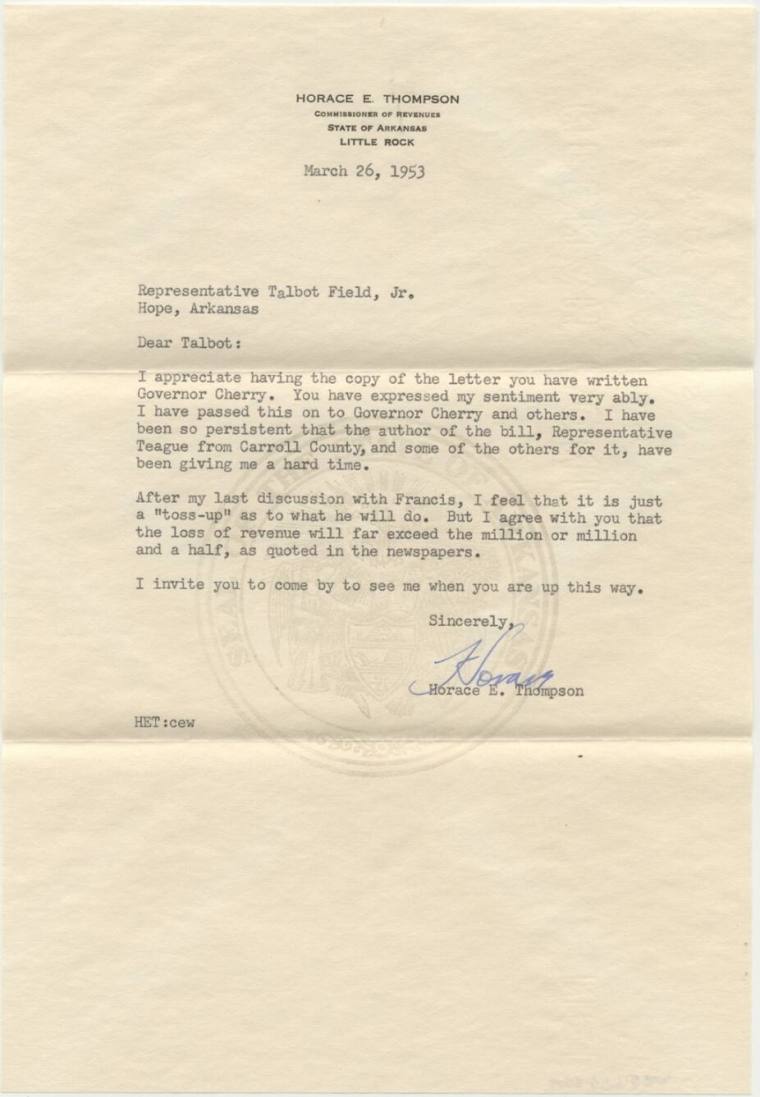 HORACE E. THOMPSON
COMMISSIONER OF REVENUES
STATE OF ARKANSAS
LITTLE ROCK
March 26, 1953
Representative Talbot Field, Jr.
Hope, Arkansas
Dear Talbot:
I appreciate having the copy of the letter you have written
Governor Cherry. You have expressed my sentiment very ably.
I have passed this on to Governor Cherry and others. I have
been so persistent that the author of the bill, Representative
Teague from Carroll County, and some of the others for it, have
been giving me a hard time.
After my last discussion with Francis, I feel that it is just
a "toss-up" as to what he will do. But I agree with you that
the loss of revenue will far exceed the million or million
and a half, as quoted in the newspapers.
I invite you to come by to see me when you are up this way.
Sincerely,
Horace
Horace E. Thompson
HET:cew